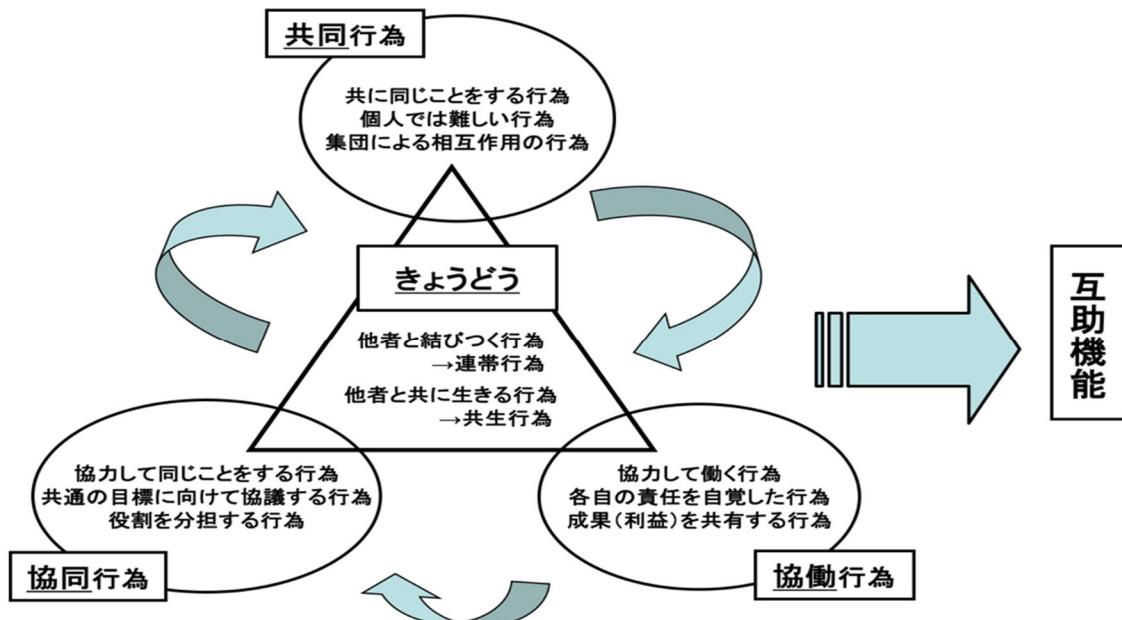 共同行為
共に同じことをする行為
個人では難しい行為
集団による相互作用の行為
きょうどう
他者と結びつく行為
→連帯行為
他者と共に生きる行為
→共生行為
互助機能
協力して同じことをする行為
共通の目標に向けて協議する行為
役割を分担する行為
協同行為
協力して働く行為
各自の責任を自覚した行為
成果(利益)を共有する行為
協働行為